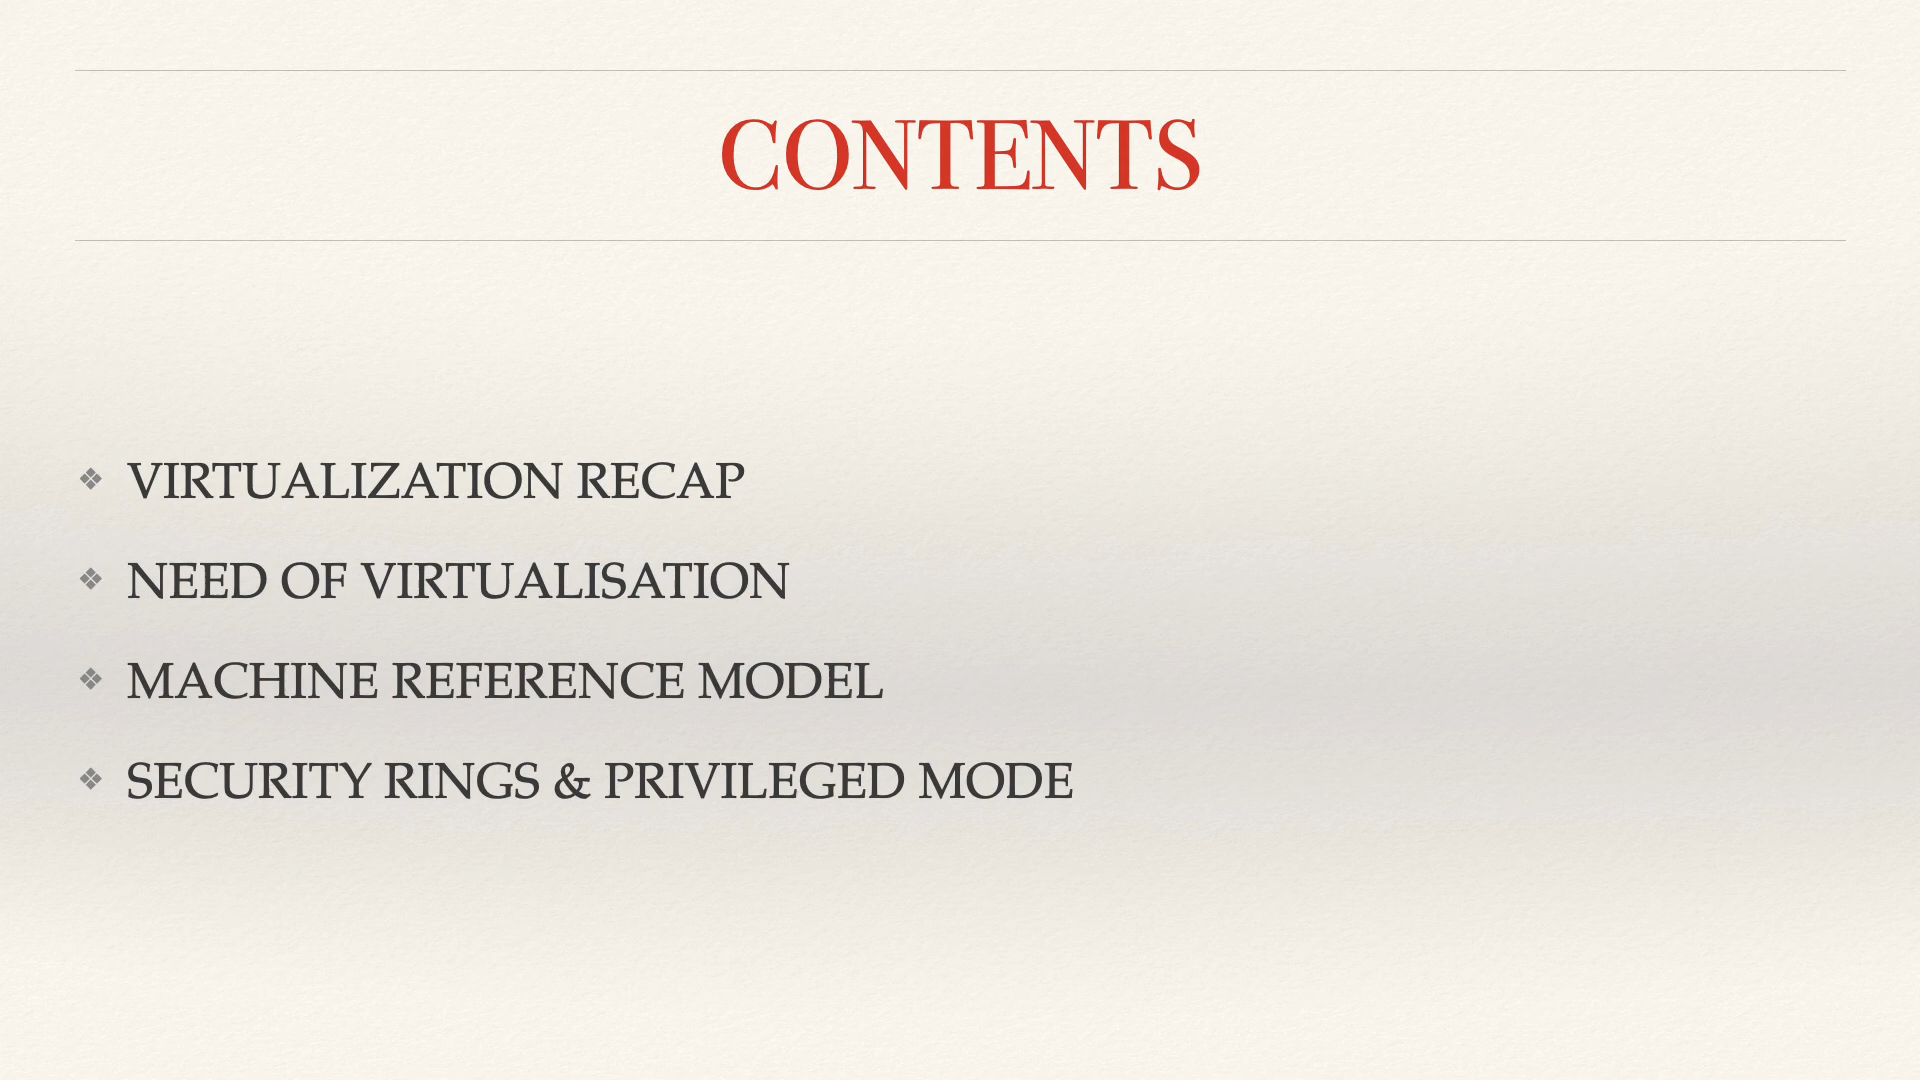 CONTENTS
❖ VIRTUALIZATION RECAP
❖ NEED OF VIRTUALISATION
❖ MACHINE REFERENCE MODEL
❖ SECURITY RINGS & PRIVILEGED MODE